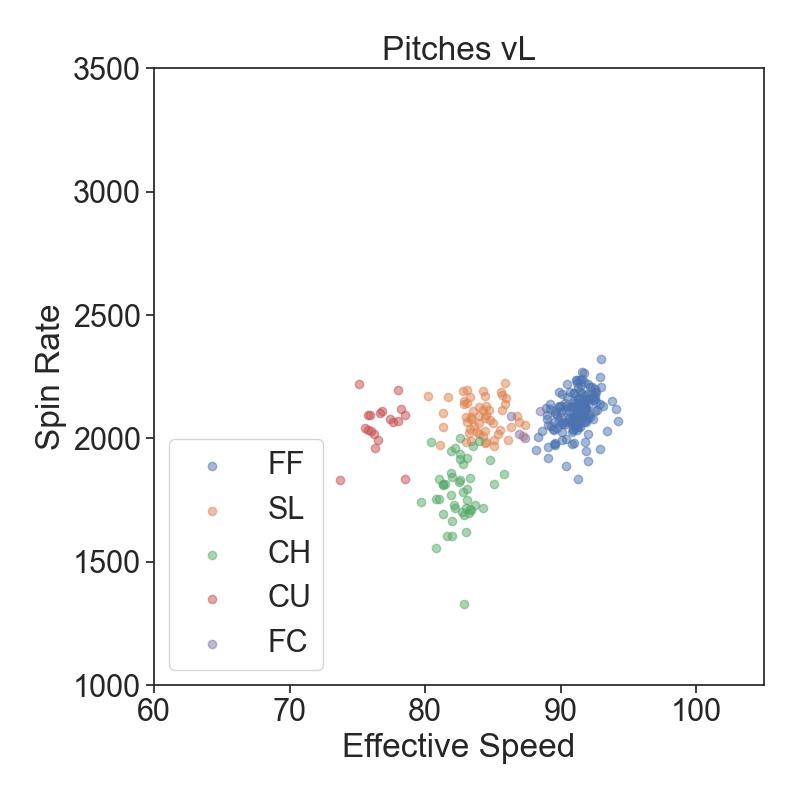 Pitches vL
3500
3000
2500
2000
1500
1000
Spin Rate
FF
SL
CH
CU
FC
60 70 80 90 100
Effective Speed